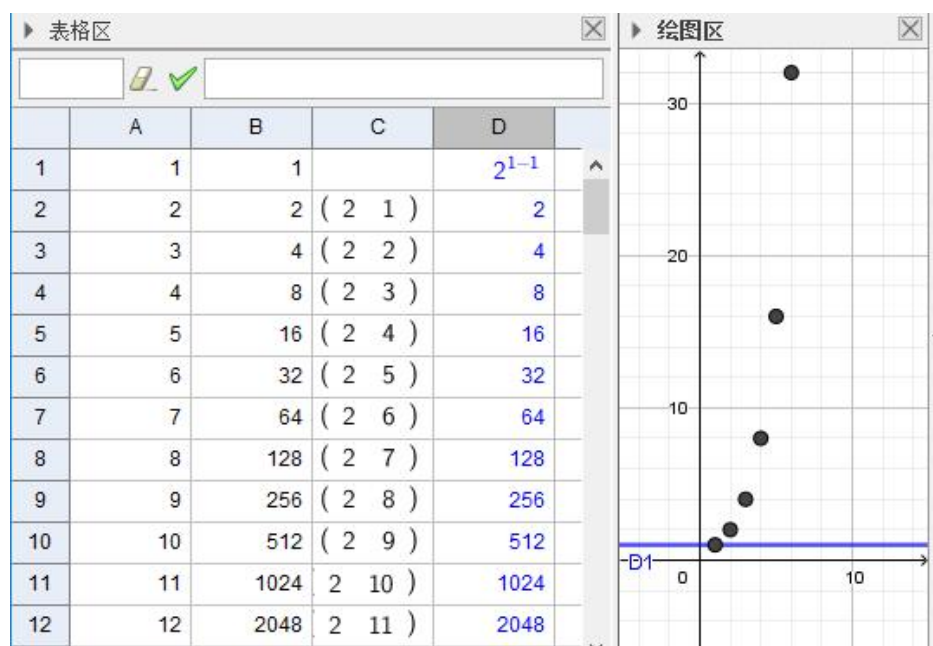 表格区
A B C D
1 1 1 2^{1−1}
2 2 2 ( 2 1 ) 2
3 3 4 ( 2 2 ) 4
4 4 8 ( 2 3 ) 8
5 5 16 ( 2 4 ) 16
6 6 32 ( 2 5 ) 32
7 7 64 ( 2 6 ) 64
8 8 128 ( 2 7 ) 128
9 9 256 ( 2 8 ) 256
10 10 512 ( 2 9 ) 512
11 11 1024 2 10 ) 1024
12 12 2048 2 11 ) 2048
绘图区
30
20
10
D1
0 10